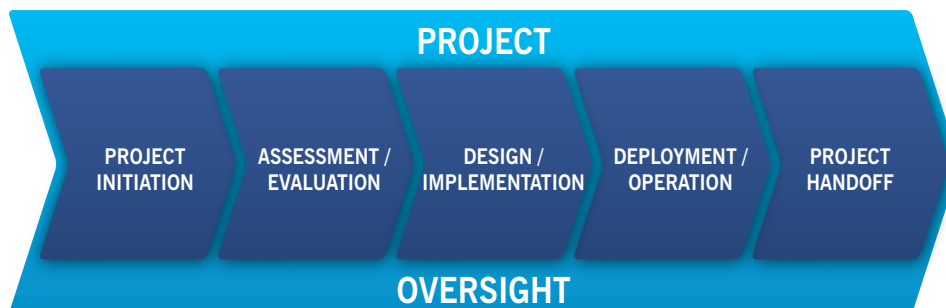 PROJECT
PROJECT
INITIATION
ASSESSMENT /
EVALUATION
DESIGN /
IMPLEMENTATION
DEPLOYMENT /
OPERATION
PROJECT
HANDOFF
OVERSIGHT